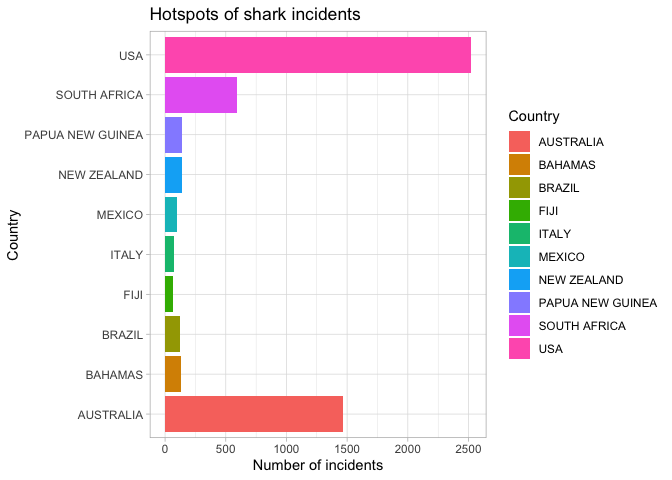 Hotspots of shark incidents
Country
USA
SOUTH AFRICA
PAPUA NEW GUINEA
NEW ZEALAND
MEXICO
ITALY
FIJI
BRAZIL
BAHAMAS
AUSTRALIA
0 500 1000 1500 2000 2500
Number of incidents
Country
AUSTRALIA
BAHAMAS
BRAZIL
FIJI
ITALY
MEXICO
NEW ZEALAND
PAPUA NEW GUINEA
SOUTH AFRICA
USA